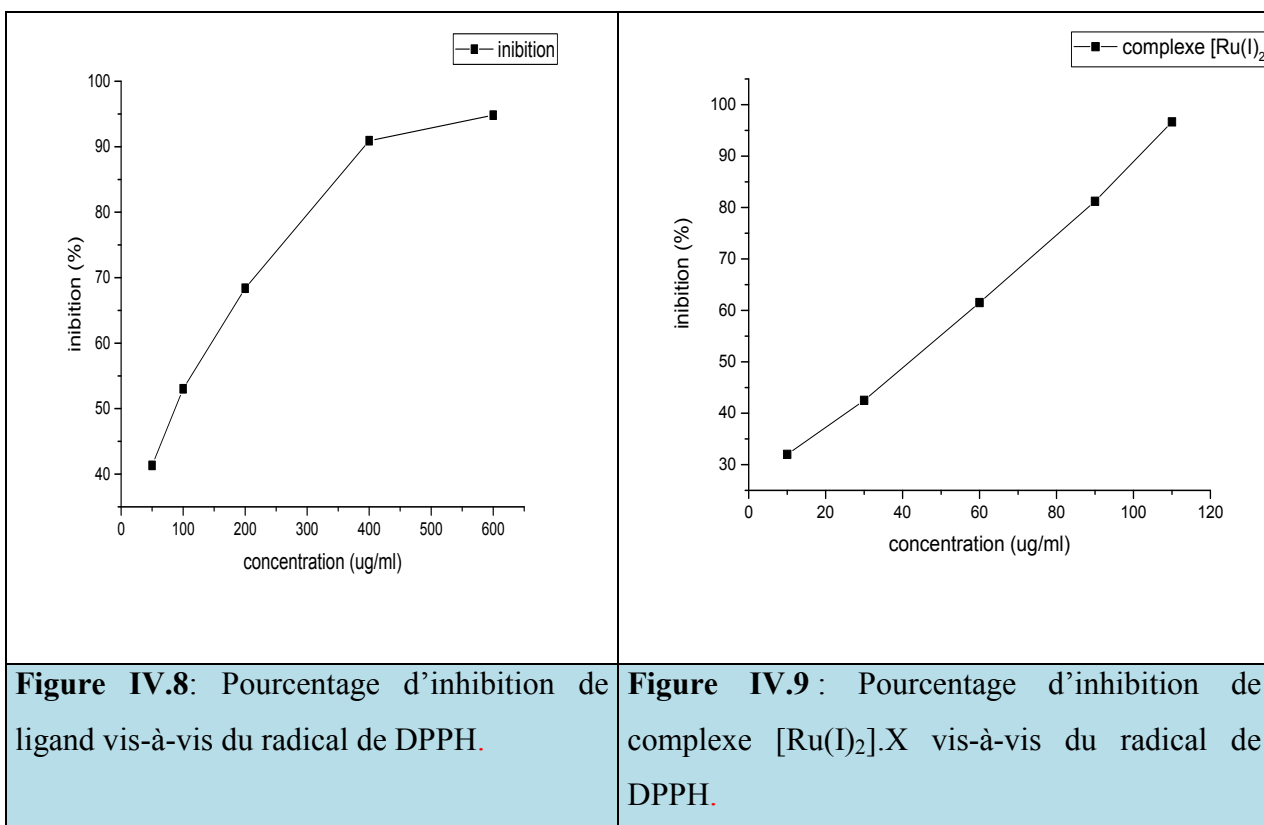 inibition
100
90
80
70
60
50
40
inibition (%)
0 100 200 300 400 500 600
concentration (ug/ml)
complexe [Ru(I)2
100
90
80
70
60
50
40
30
inibition (%)
0 20 40 60 80 100 120
concentration (ug/ml)
Figure IV.8: Pourcentage d’inhibition de
ligand vis-à-vis du radical de DPPH.
Figure IV.9 : Pourcentage d’inhibition de
complexe [Ru(I)2].X vis-à-vis du radical de
DPPH.